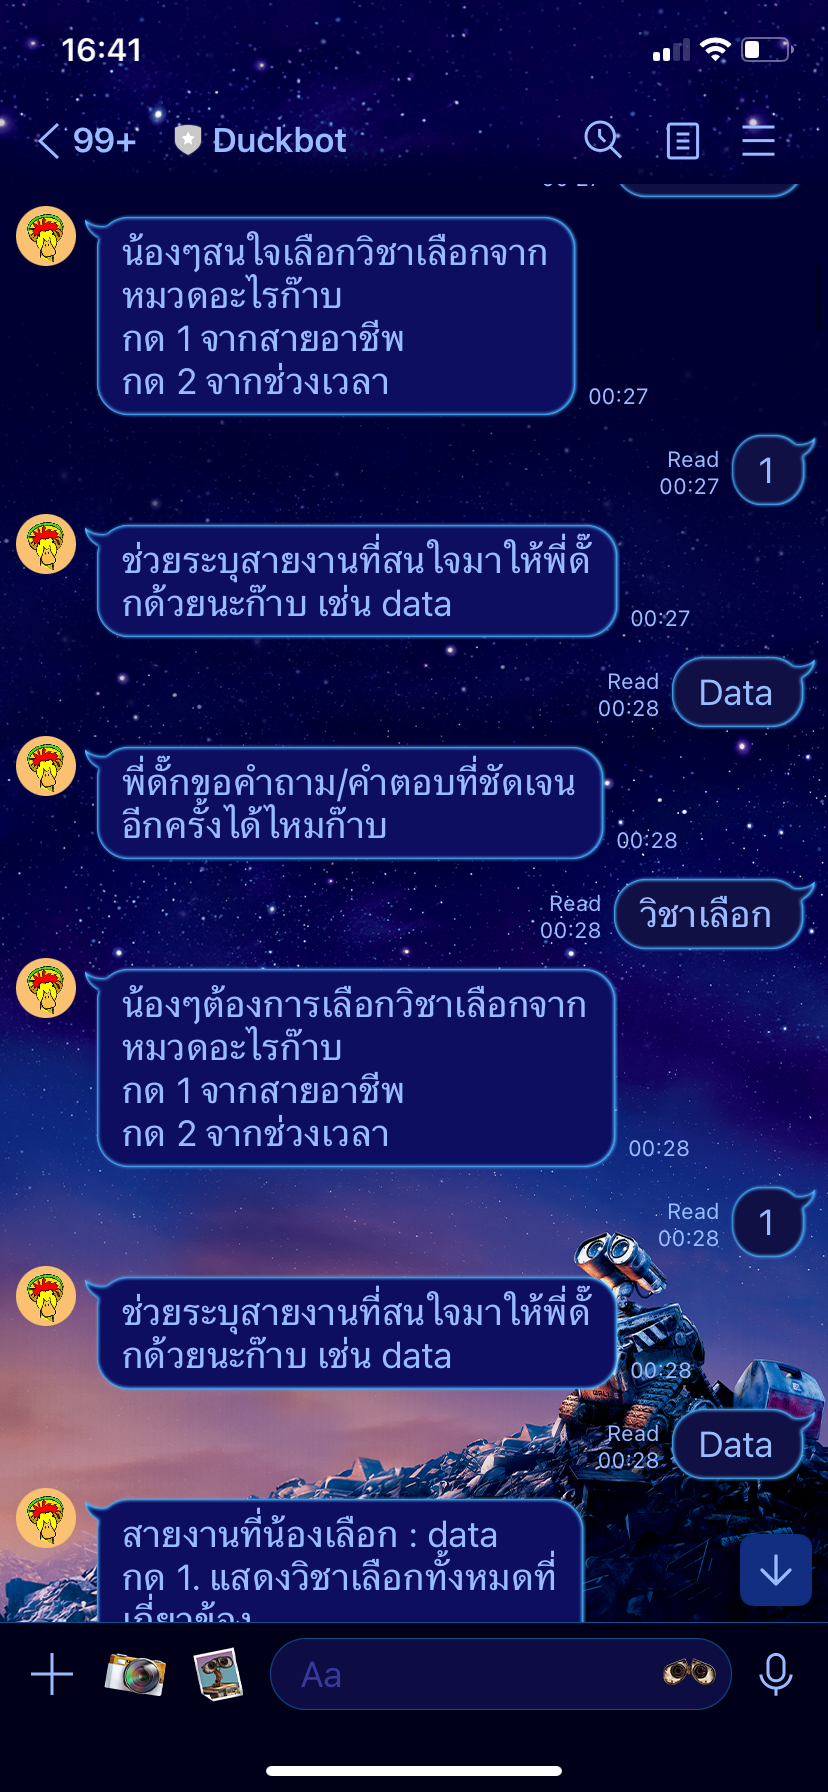 16:41
99+ Duckbot
น้องๆสนใจเลือกวิชาเลือกจาก
หมวดอะไรก๊าบ
กด 1 จากสายอาชีพ
กด 2 จากช่วงเวลา
00:27
Read
00:27
1
ช่วยระบุสายงานที่สนใจมาให้พี่ดั๊
กด้วยนะก๊าบ เช่น data
00:27
Read
00:28
Data
พี่ดั๊กขอคำถาม/คำตอบที่ชัดเจน
อีกครั้งได้ไหมก๊าบ
00:28
Read
00:28
วิชาเลือก
น้องๆต้องการเลือกวิชาเลือกจาก
หมวดอะไรก๊าบ
กด 1 จากสายอาชีพ
กด 2 จากช่วงเวลา
00:28
Read
00:28
1
ช่วยระบุสายงานที่สนใจมาให้พี่ดั๊
กด้วยนะก๊าบ เช่น data
00:28
Read
00:28
Data
สายงานที่น้องเลือก : data
กด 1. แสดงวิชาเลือกทั้งหมดที่
เกี่ยวข้อง
Aa